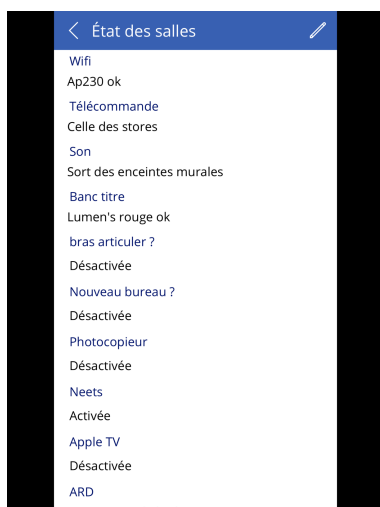 État des salles
Wifi
Ap230 ok
Télécommande
Celle des stores
Son
Sort des enceintes murales
Banc titre
Lumen's rouge ok
bras articuler ?
Désactivée
Nouveau bureau ?
Désactivée
Photocopieur
Désactivée
Neets
Activée
Apple TV
Désactivée
ARD